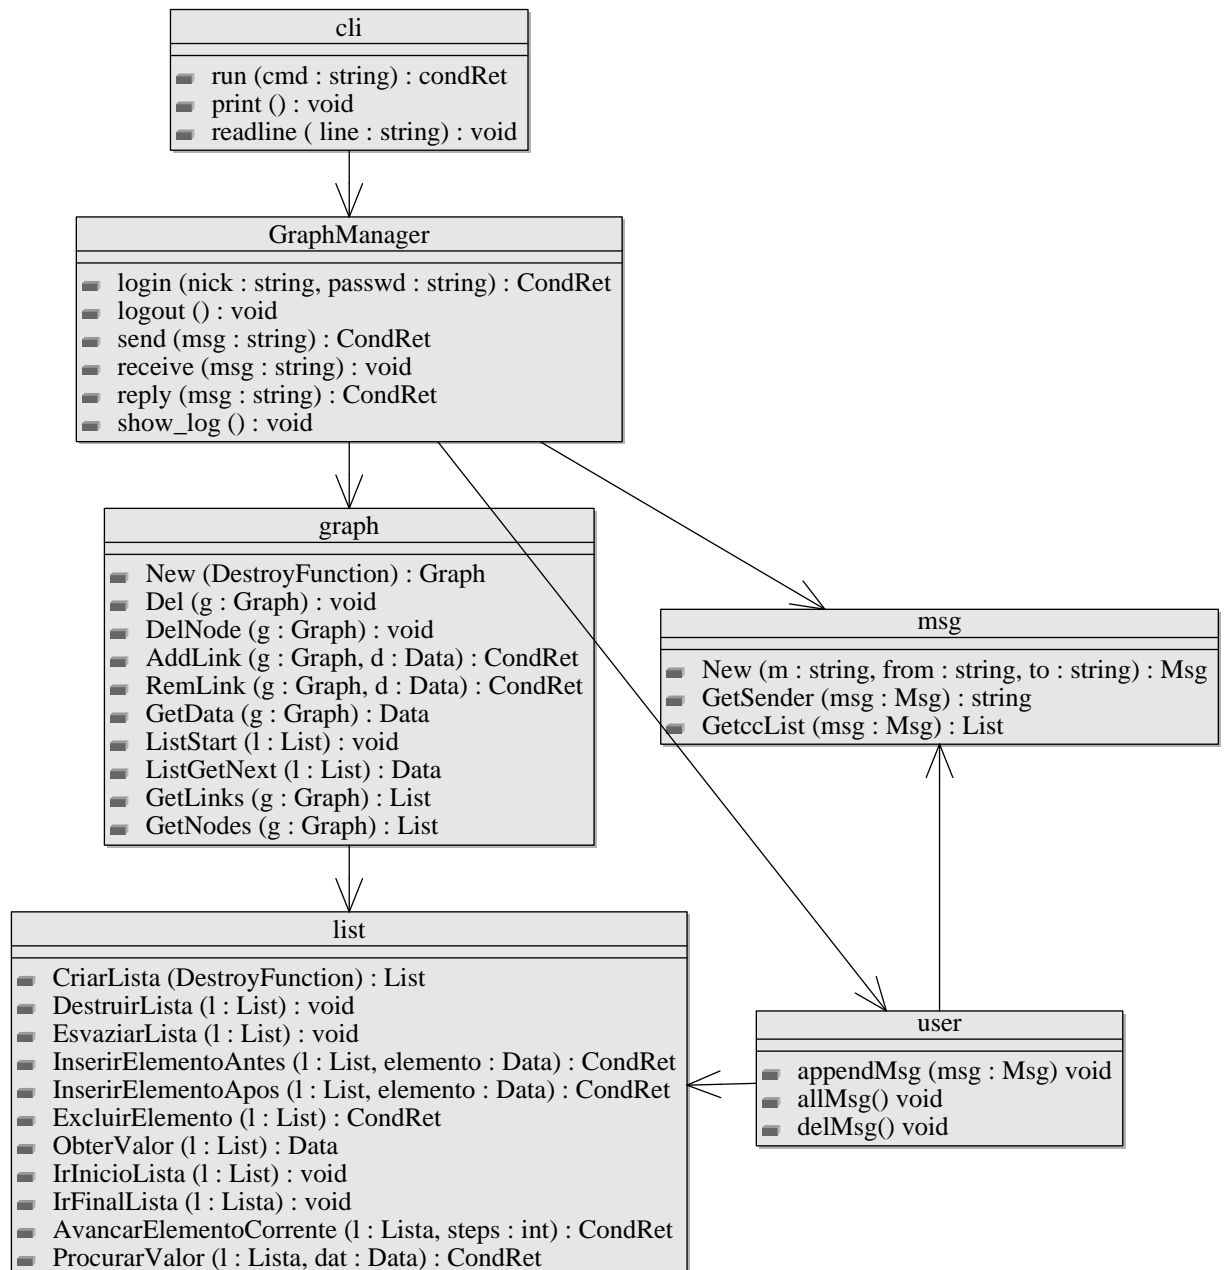 cli
run (cmd : string) : condRet
print () : void
readline ( line : string) : void
GraphManager
login (nick : string, passwd : string) : CondRet
logout () : void
send (msg : string) : CondRet
receive (msg : string) : void
reply (msg : string) : CondRet
show_log () : void
graph
New (DestroyFunction) : Graph
Del (g : Graph) : void
DelNode (g : Graph) : void
AddLink (g : Graph, d : Data) : CondRet
RemLink (g : Graph, d : Data) : CondRet
GetData (g : Graph) : Data
ListStart (l : List) : void
ListGetNext (l : List) : Data
GetLinks (g : Graph) : List
GetNodes (g : Graph) : List
msg
New (m : string, from : string, to : string) : Msg
GetSender (msg : Msg) : string
GetccList (msg : Msg) : List
list
CriarLista (DestroyFunction) : List
DestruirLista (l : List) : void
EsvaziarLista (l : List) : void
InserirElementoAntes (l : List, elemento : Data) : CondRet
InserirElementoApos (l : List, elemento : Data) : CondRet
ExcluirElemento (l : List) : CondRet
ObterValor (l : List) : Data
IrInicioLista (l : List) : void
IrFinalLista (l : Lista) : void
AvancarElementoCorrente (l : Lista, steps : int) : CondRet
ProcurarValor (l : Lista, dat : Data) : CondRet
user
appendMsg (msg : Msg) void
allMsg() void
delMsg() void